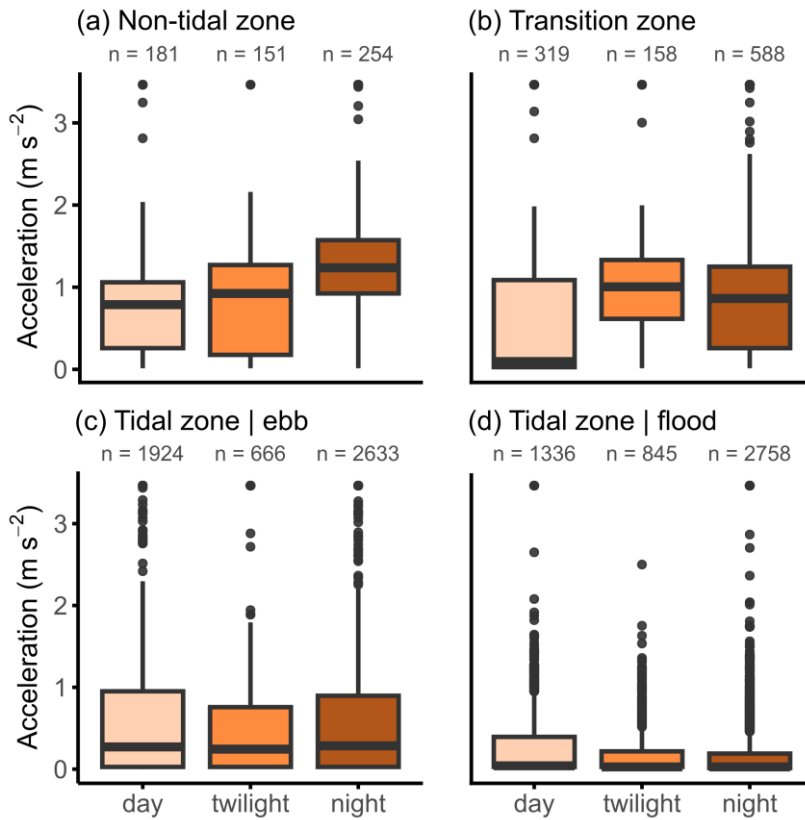 (a) Non-tidal zone
n = 181 n = 151 n = 254
(b) Transition zone
n = 319 n = 158 n = 588
Acceleration (m s⁻²)
3
2
1
0
(c) Tidal zone | ebb
n = 1924 n = 666 n = 2633
(d) Tidal zone | flood
n = 1336 n = 845 n = 2758
Acceleration (m s⁻²)
3
2
1
0
day twilight night
day twilight night